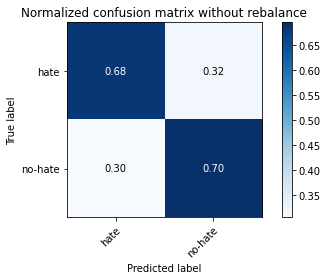 Normalized confusion matrix without rebalance
True label
hate
no-hate
0.68
0.32
0.30
0.70
hate
no-hate
Predicted label
0.65
0.60
0.55
0.50
0.45
0.40
0.35